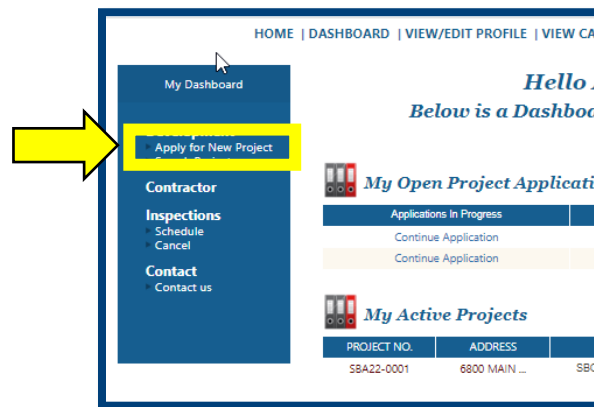 HOME | DASHBOARD | VIEW/EDIT PROFILE | VIEW CA
My Dashboard
Hello
Below is a Dashboa
Apply for New Project
Contractor
Inspections
Schedule
Cancel
Contact
Contact us
My Open Project Applicati
Applications In Progress
Continue Application
Continue Application
My Active Projects
PROJECT NO. ADDRESS
SBA22-0001 6800 MAIN ...